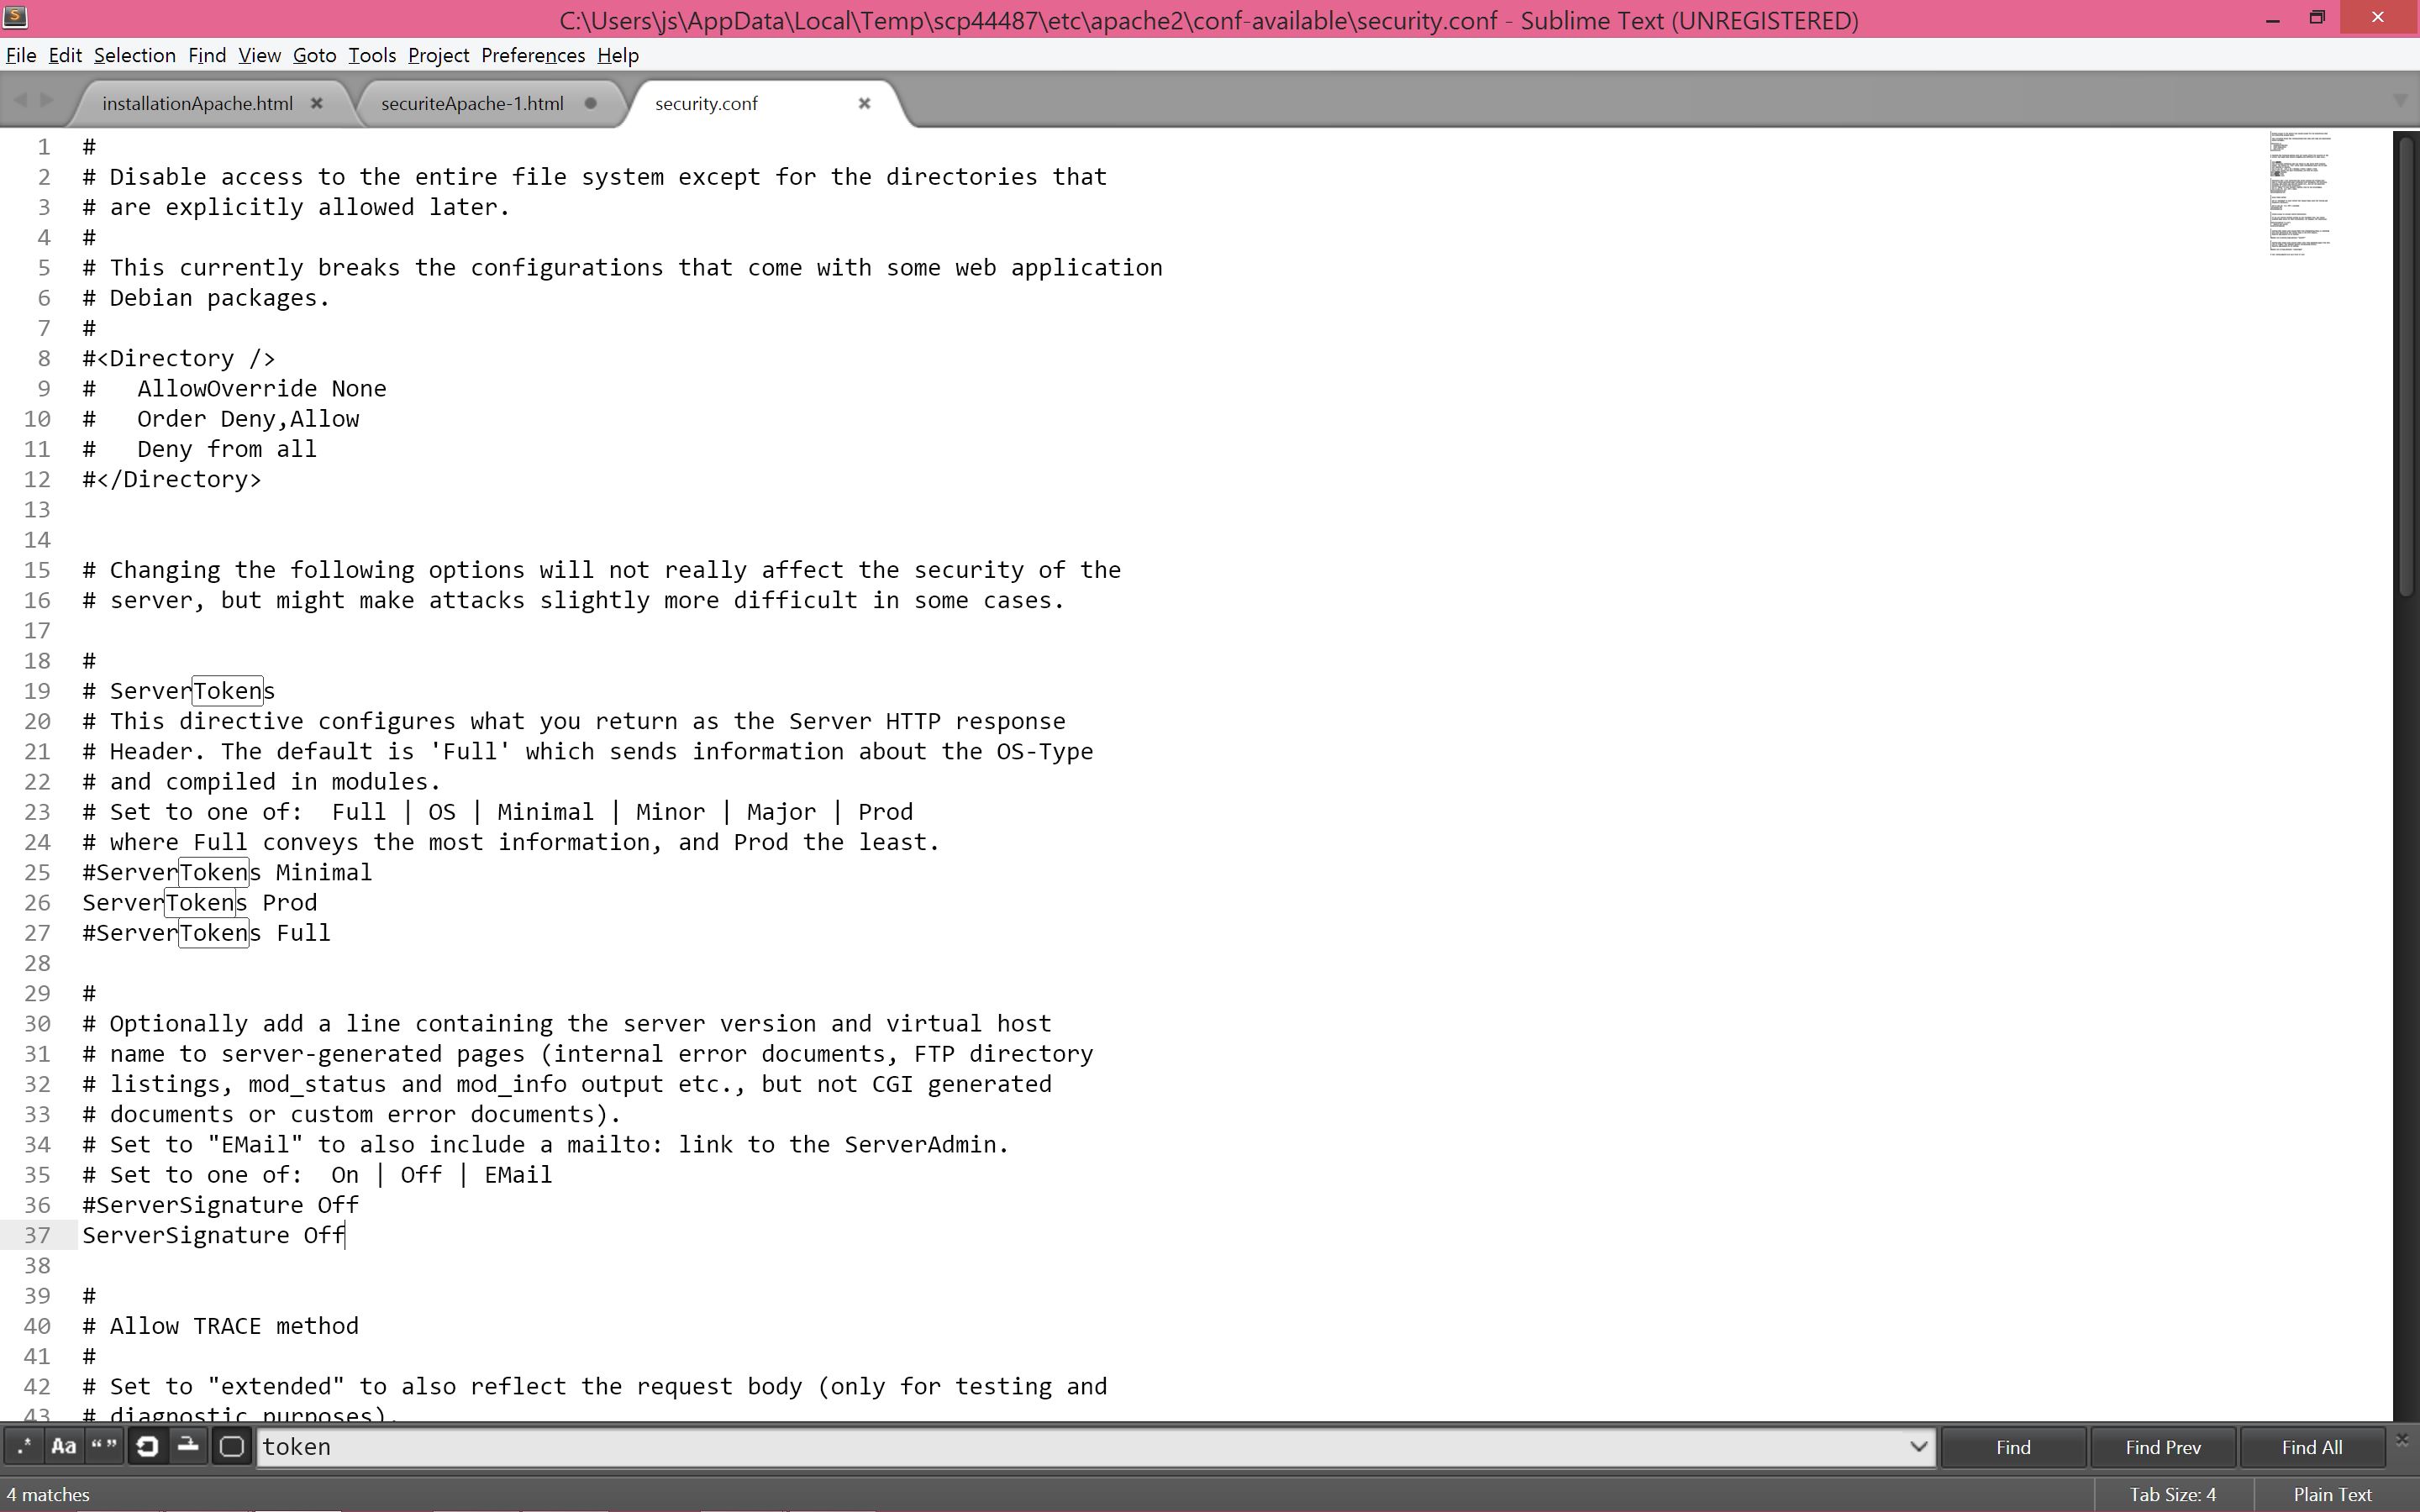 C:\Users\js\AppData\Local\Temp\scp44487\etc\apache2\conf-available\security.conf - Sublime Text (UNREGISTERED)
File Edit Selection Find View Goto Tools Project Preferences Help
installationApache.html securiteApache-1.html security.conf
1 #
2 # Disable access to the entire file system except for the directories that
3 # are explicitly allowed later.
4 #
5 # This currently breaks the configurations that come with some web application
6 # Debian packages.
7 #
8 #<Directory />
9 #   AllowOverride None
10 #   Order Deny,Allow
11 #   Deny from all
12 #</Directory>
13
14
15 # Changing the following options will not really affect the security of the
16 # server, but might make attacks slightly more difficult in some cases.
17
18 #
19 # ServerTokens
20 # This directive configures what you return as the Server HTTP response
21 # Header. The default is 'Full' which sends information about the OS-Type
22 # and compiled in modules.
23 # Set to one of:  Full | OS | Minimal | Minor | Major | Prod
24 # where Full conveys the most information, and Prod the least.
25 #ServerTokens Minimal
26 ServerTokens Prod
27 #ServerTokens Full
28
29 #
30 # Optionally add a line containing the server version and virtual host
31 # name to server-generated pages (internal error documents, FTP directory
32 # listings, mod_status and mod_info output etc., but not CGI generated
33 # documents or custom error documents).
34 # Set to "EMail" to also include a mailto: link to the ServerAdmin.
35 # Set to one of:  On | Off | EMail
36 #ServerSignature Off
37 ServerSignature Off
38
39 #
40 # Allow TRACE method
41 #
42 # Set to "extended" to also reflect the request body (only for testing and
43 # diagnostic purposes).
.* Aa “ ” token Find Find Prev Find All
4 matches Tab Size: 4 Plain Text